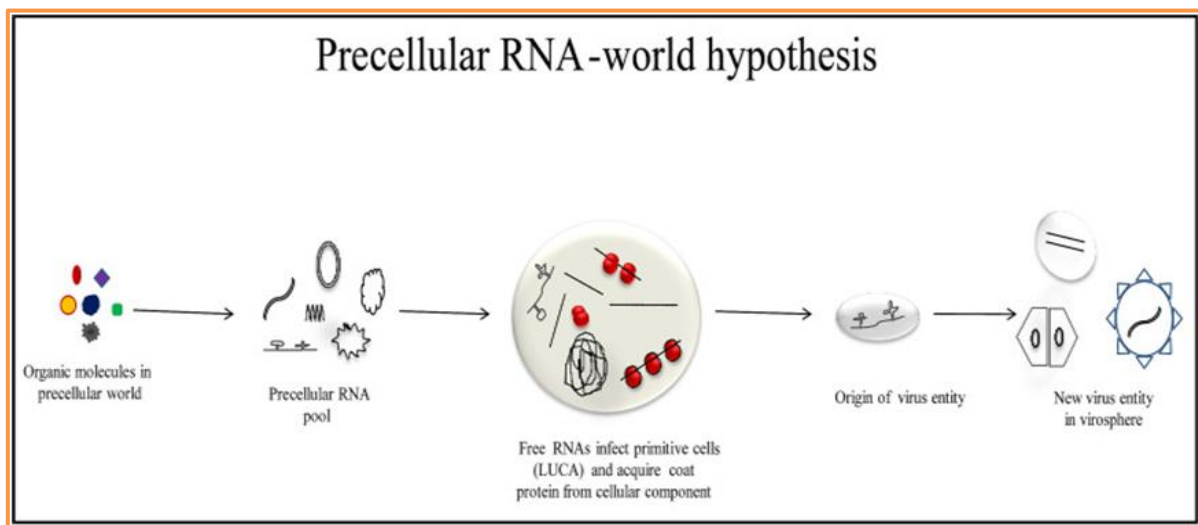 Precellular RNA-world hypothesis
Organic molecules in
precellular world
Precellular RNA
pool
Free RNAs infect primitive cells
(LUCA) and acquire coat
protein from cellular component
Origin of virus entity
New virus entity
in virosphere